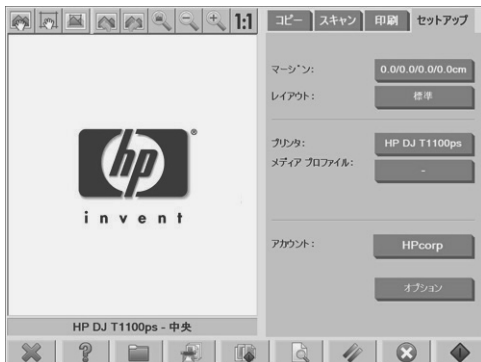 1:1
コピー スキャン 印刷 セットアップ
マージン: 0.0/0.0/0.0/0.0cm
レイアウト: 標準
プリンタ: HP DJ T1100ps
メディア プロファイル: -
アカウント: HPcorp
オプション
hp
®
invent
HP DJ T1100ps - 中央
?